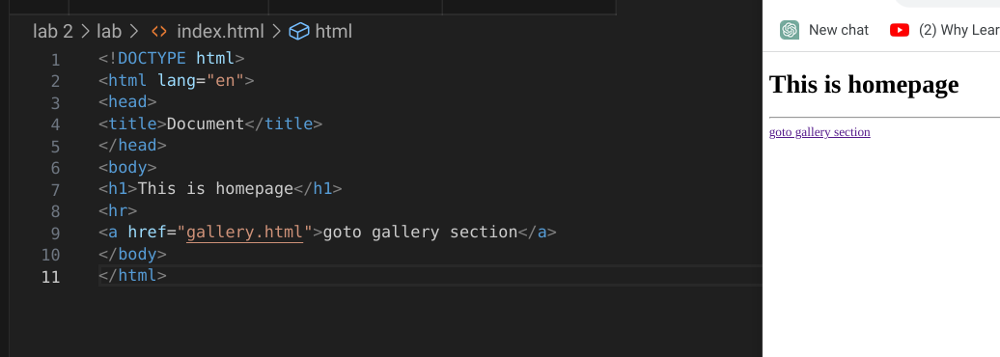 lab 2 > lab > <> index.html > html
1 <!DOCTYPE html>
2 <html lang="en">
3 <head>
4 <title>Document</title>
5 </head>
6 <body>
7 <h1>This is homepage</h1>
8 <hr>
9 <a href="gallery.html">goto gallery section</a>
10 </body>
11 </html>
New chat (2) Why Lear
This is homepage
goto gallery section